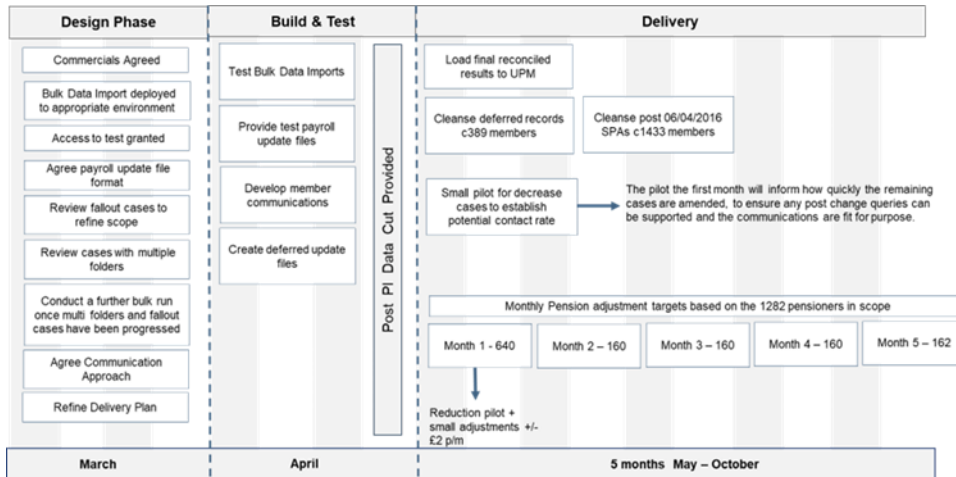 Design Phase
Build & Test
Delivery
Commercials Agreed
Bulk Data Import deployed
to appropriate environment
Access to test granted
Agree payroll update file
format
Review fallout cases to
refine scope
Review cases with multiple
folders
Conduct a further bulk run
once multi folders and fallout
cases have been progressed
Agree Communication
Approach
Refine Delivery Plan
Test Bulk Data Imports
Provide test payroll
update files
Develop member
communications
Create deferred update
files
Post PI Data Cut Provided
Load final reconciled
results to UPM
Cleanse deferred records
c389 members
Cleanse post 06/04/2016
SPAs c1433 members
Small pilot for decrease
cases to establish
potential contact rate
The pilot the first month will inform how quickly the remaining
cases are amended, to ensure any post change queries can
be supported and the communications are fit for purpose.
Monthly Pension adjustment targets based on the 1282 pensioners in scope
Month 1 - 640
Month 2 – 160
Month 3 – 160
Month 4 – 160
Month 5 – 162
Reduction pilot +
small adjustments +/-
£2 p/m
March
April
5 months May – October